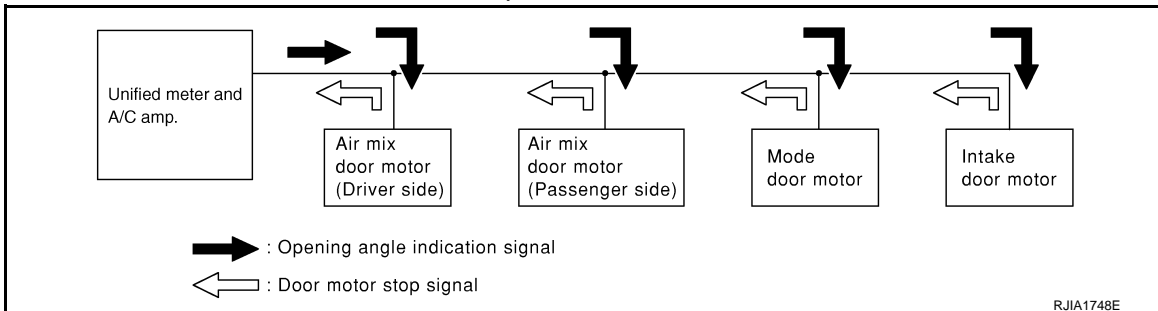 Unified meter and
A/C amp.
Air mix
door motor
(Driver side)
Air mix
door motor
(Passenger side)
Mode
door motor
Intake
door motor
: Opening angle indication signal
: Door motor stop signal
RJIA1748E